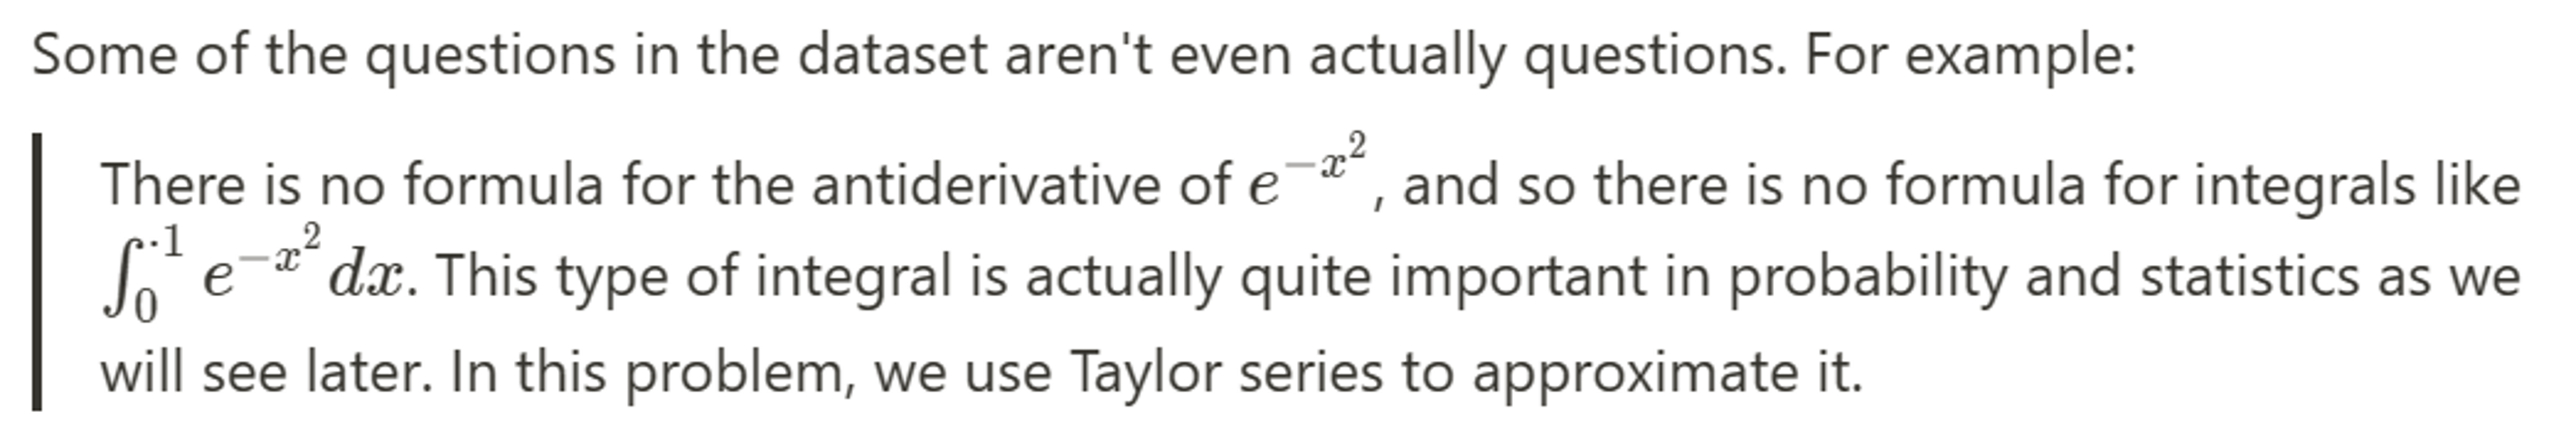 Some of the questions in the dataset aren't even actually questions. For example:
There is no formula for the antiderivative of $e^{-x^2}$, and so there is no formula for integrals like
$\int_0^{.1} e^{-x^2} dx$. This type of integral is actually quite important in probability and statistics as we
will see later. In this problem, we use Taylor series to approximate it.